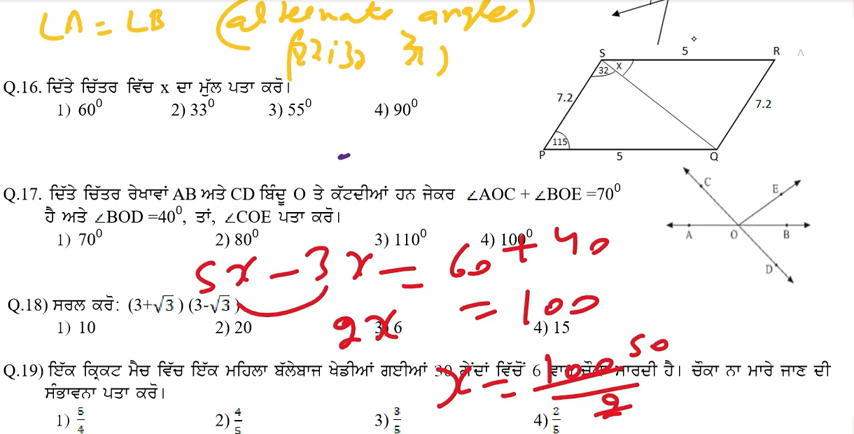 ∠A = ∠B (alternate angles)
Q.16. ਦਿੱਤੇ ਚਿੱਤਰ ਵਿੱਚ x ਦਾ ਮੁੱਲ ਪਤਾ ਕਰੋ।
1) 60⁰ 2) 33⁰ 3) 55⁰ 4) 90⁰
S 5 R
32 x
7.2 7.2
115
P 5 Q
Q.17. ਦਿੱਤੇ ਚਿੱਤਰ ਰੇਖਾਵਾਂ AB ਅਤੇ CD ਬਿੰਦੂ O ਤੇ ਕੱਟਦੀਆਂ ਹਨ ਜੇਕਰ ∠AOC + ∠BOE =70⁰
ਹੈ ਅਤੇ ∠BOD =40⁰, ਤਾਂ, ∠COE ਪਤਾ ਕਰੋ।
1) 70⁰ 2) 80⁰ 3) 110⁰ 4) 100⁰
C E
A O B
D
5x - 3x = 60 + 40
Q.18) ਸਰਲ ਕਰੋ: (3+√3) (3-√3)
2x = 100
1) 10 2) 20 3) 6 4) 15
Q.19) ਇੱਕ ਕ੍ਰਿਕਟ ਮੈਚ ਵਿੱਚ ਇੱਕ ਮਹਿਲਾ ਬੱਲੇਬਾਜ ਖੇਡੀਆਂ ਗਈਆਂ 30 ਗੇਂਦਾਂ ਵਿੱਚੋਂ 6 ਵਾਰ ਚੌਕਾ ਮਾਰਦੀ ਹੈ। ਚੌਕਾ ਨਾ ਮਾਰੇ ਜਾਣ ਦੀ
ਸੰਭਾਵਨਾ ਪਤਾ ਕਰੋ।
x = 100/2 50
1) 5/4 2) 4/5 3) 3/5 4) 2/5